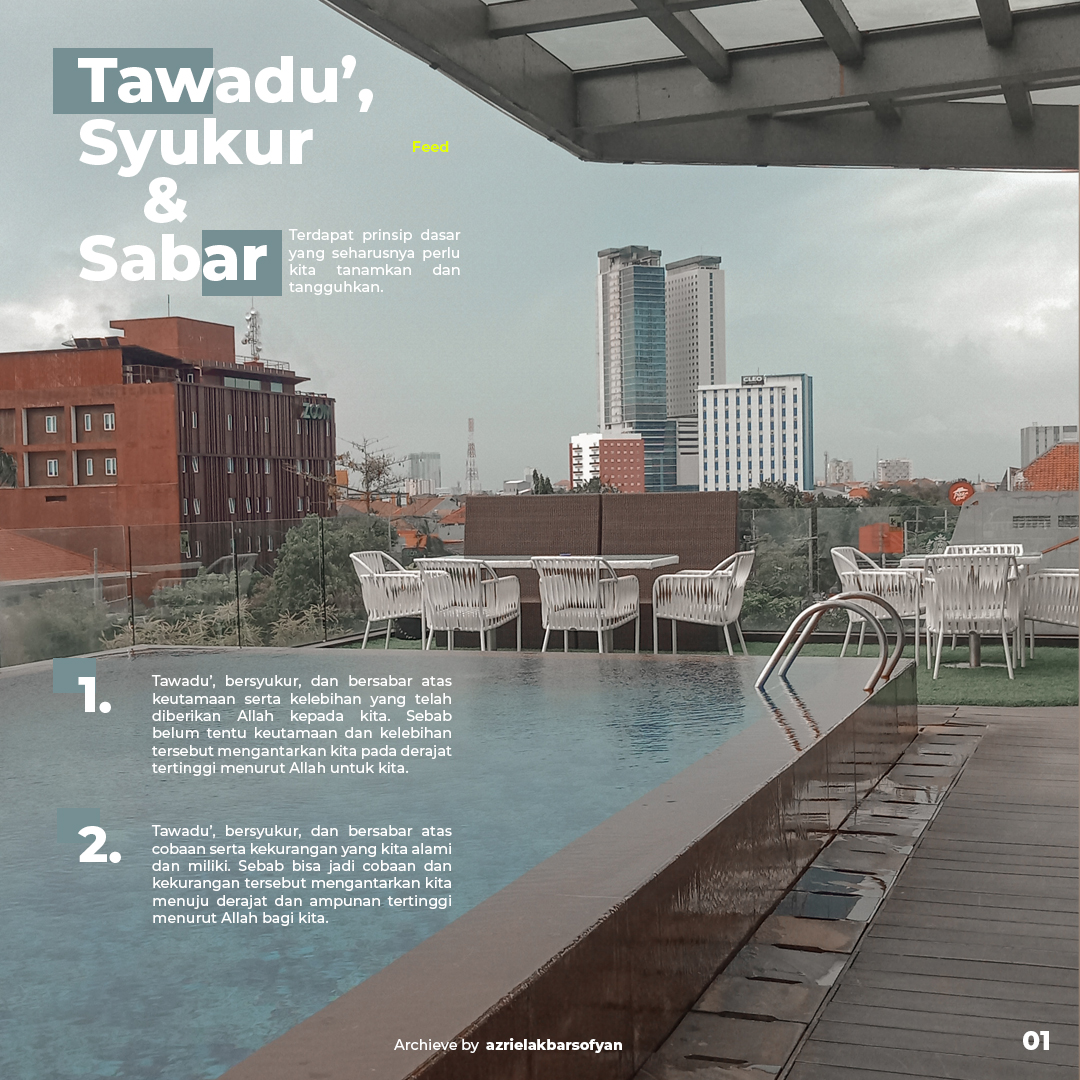 Tawadu',
Syukur
&
Sabar
Feed
Terdapat prinsip dasar
yang seharusnya perlu
kita tanamkan dan
tangguhkan.
CLEO
ZOOM
1.
Tawadu', bersyukur, dan bersabar atas
keutamaan serta kelebihan yang telah
diberikan Allah kepada kita. Sebab
belum tentu keutamaan dan kelebihan
tersebut mengantarkan kita pada derajat
tertinggi menurut Allah untuk kita.
2.
Tawadu', bersyukur, dan bersabar atas
cobaan serta kekurangan yang kita alami
dan miliki. Sebab bisa jadi cobaan dan
kekurangan tersebut mengantarkan kita
menuju derajat dan ampunan tertinggi
menurut Allah bagi kita.
Archieve by azrielakbarsofyan
01